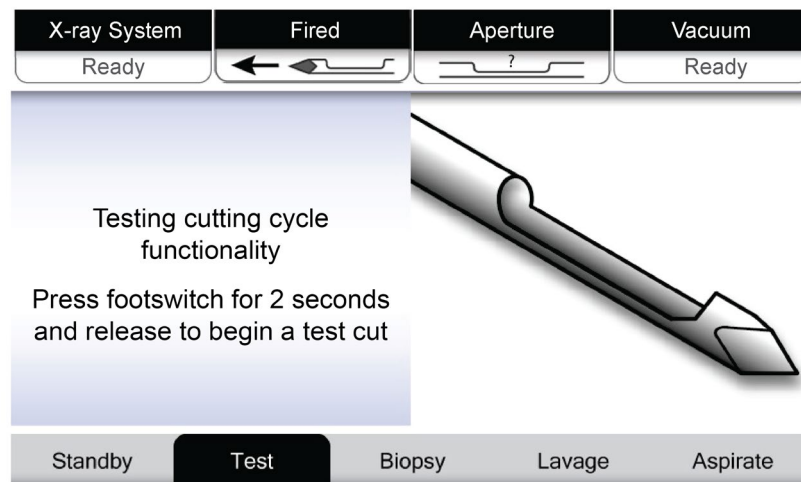 X-ray System
Fired
Aperture
Vacuum
Ready
?
Ready
Testing cutting cycle
functionality
Press footswitch for 2 seconds
and release to begin a test cut
Standby
Test
Biopsy
Lavage
Aspirate